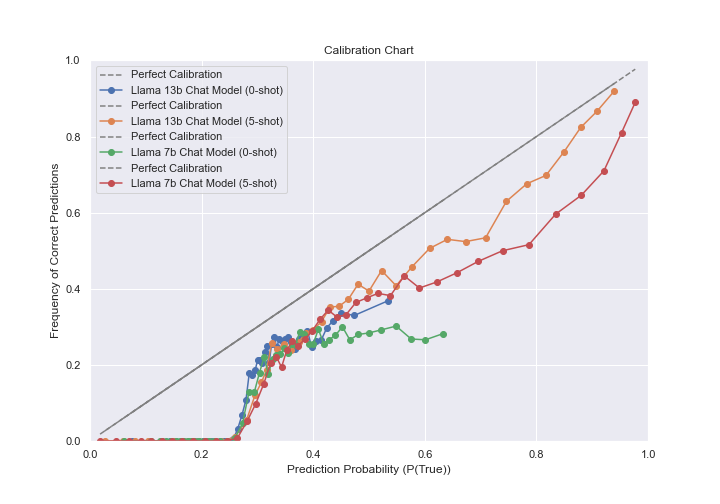 Calibration Chart
1.0
0.8
0.6
0.4
0.2
0.0
Frequency of Correct Predictions
Perfect Calibration
Llama 13b Chat Model (0-shot)
Perfect Calibration
Llama 13b Chat Model (5-shot)
Perfect Calibration
Llama 7b Chat Model (0-shot)
Perfect Calibration
Llama 7b Chat Model (5-shot)
0.0 0.2 0.4 0.6 0.8 1.0
Prediction Probability (P(True))